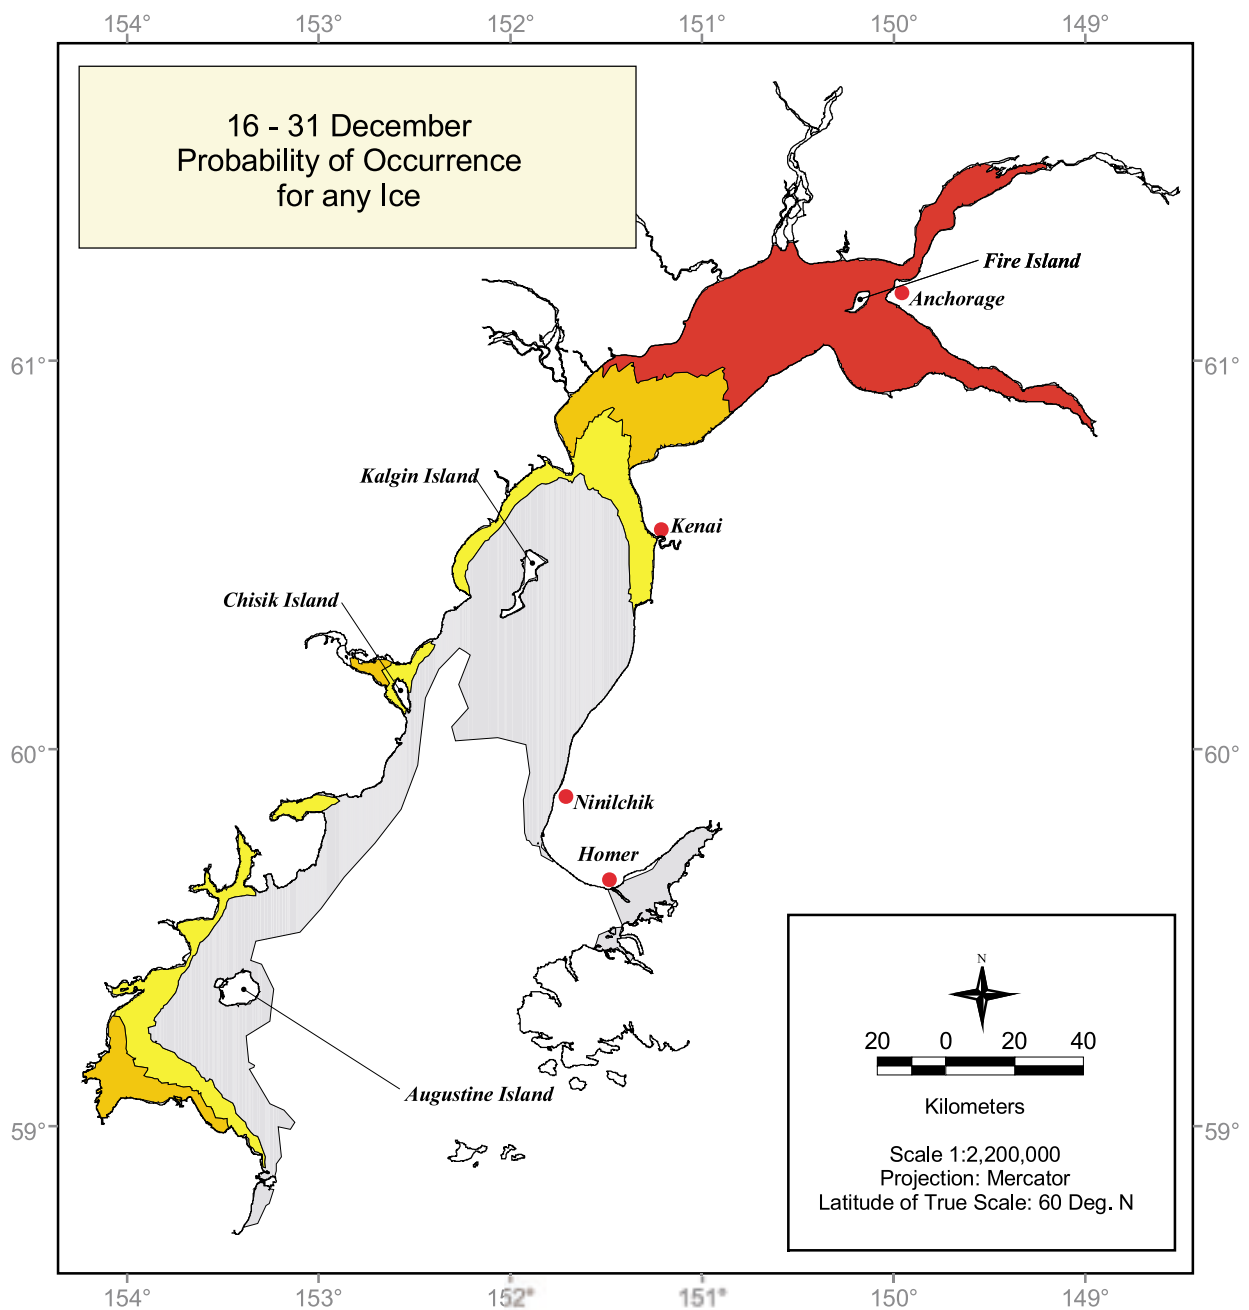 154° 153° 152° 151° 150° 149°
16 - 31 December
Probability of Occurrence
for any Ice
Fire Island
Anchorage
61° 61°
Kalgin Island
Kenai
Chisik Island
60° 60°
Ninilchik
Homer
Augustine Island
N
20 0 20 40
Kilometers
59° 59°
Scale 1:2,200,000
Projection: Mercator
Latitude of True Scale: 60 Deg. N
154° 153° 152° 151° 150° 149°